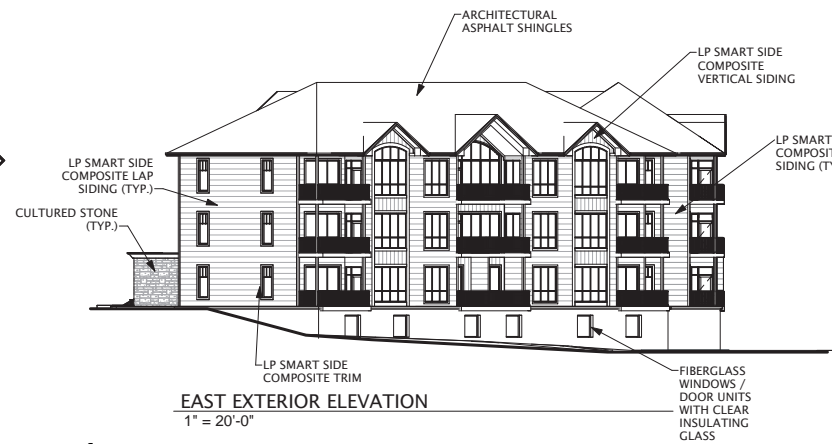 ARCHITECTURAL
ASPHALT SHINGLES
LP SMART SIDE
COMPOSITE
VERTICAL SIDING
LP SMART SIDE
COMPOSITE LAP
SIDING (TYP.)
LP SMART
COMPOSIT
SIDING (TY
CULTURED STONE
(TYP.)
LP SMART SIDE
COMPOSITE TRIM
FIBERGLASS
WINDOWS /
DOOR UNITS
WITH CLEAR
INSULATING
GLASS
EAST EXTERIOR ELEVATION
1" = 20'-0"